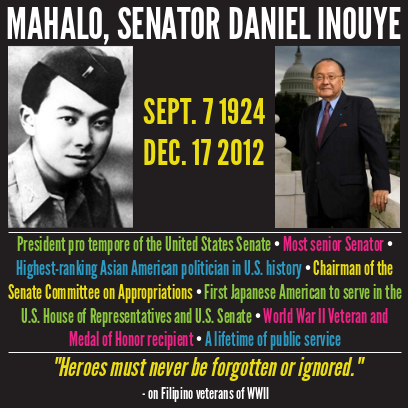 MAHALO, SENATOR DANIEL INOUYE
SEPT. 7 1924
DEC. 17 2012
President pro tempore of the United States Senate • Most senior Senator •
Highest-ranking Asian American politician in U.S. history • Chairman of the
Senate Committee on Appropriations • First Japanese American to serve in the
U.S. House of Representatives and U.S. Senate • World War II Veteran and
Medal of Honor recipient • A lifetime of public service
"Heroes must never be forgotten or ignored."
- on Filipino veterans of WWII